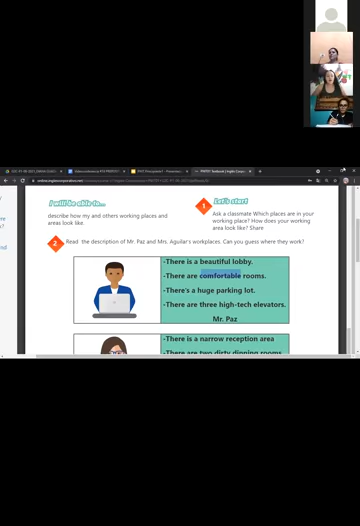 I will be able to...
describe how my and others working places and
areas look like.
1
Let's start
Ask a classmate Which places are in your
working place? How does your working
area look like? Share
2
Read the description of Mr. Paz and Mrs. Aguilar's workplaces. Can you guess where they work?
-There is a beautiful lobby.
-There are comfortable rooms.
-There's a huge parking lot.
-There are three high-tech elevators.
Mr. Paz
-There is a narrow reception area
-There are two dirty dinning rooms